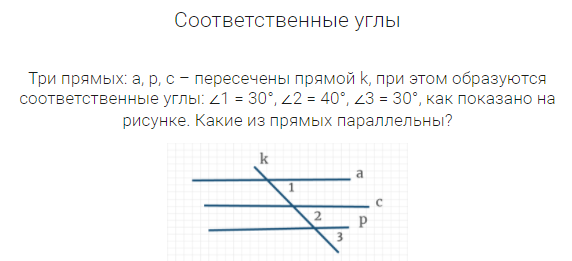 Соответственные углы
Три прямых: a, p, c – пересечены прямой k, при этом образуются
соответственные углы: ∠1 = 30°, ∠2 = 40°, ∠3 = 30°, как показано на
рисунке. Какие из прямых параллельны?
k
a
1
c
2
p
3